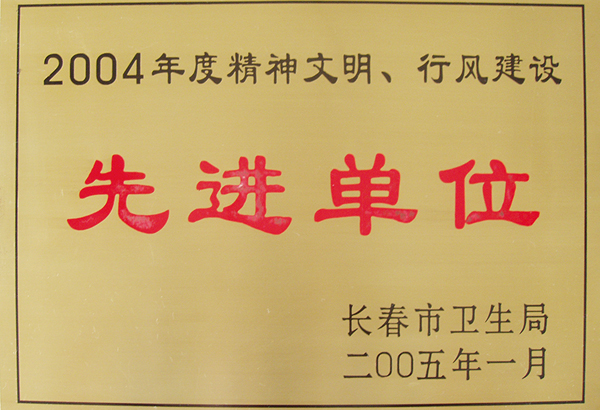 2004年度精神文明、行风建设
先进单位
长春市卫生局
二00五年一月